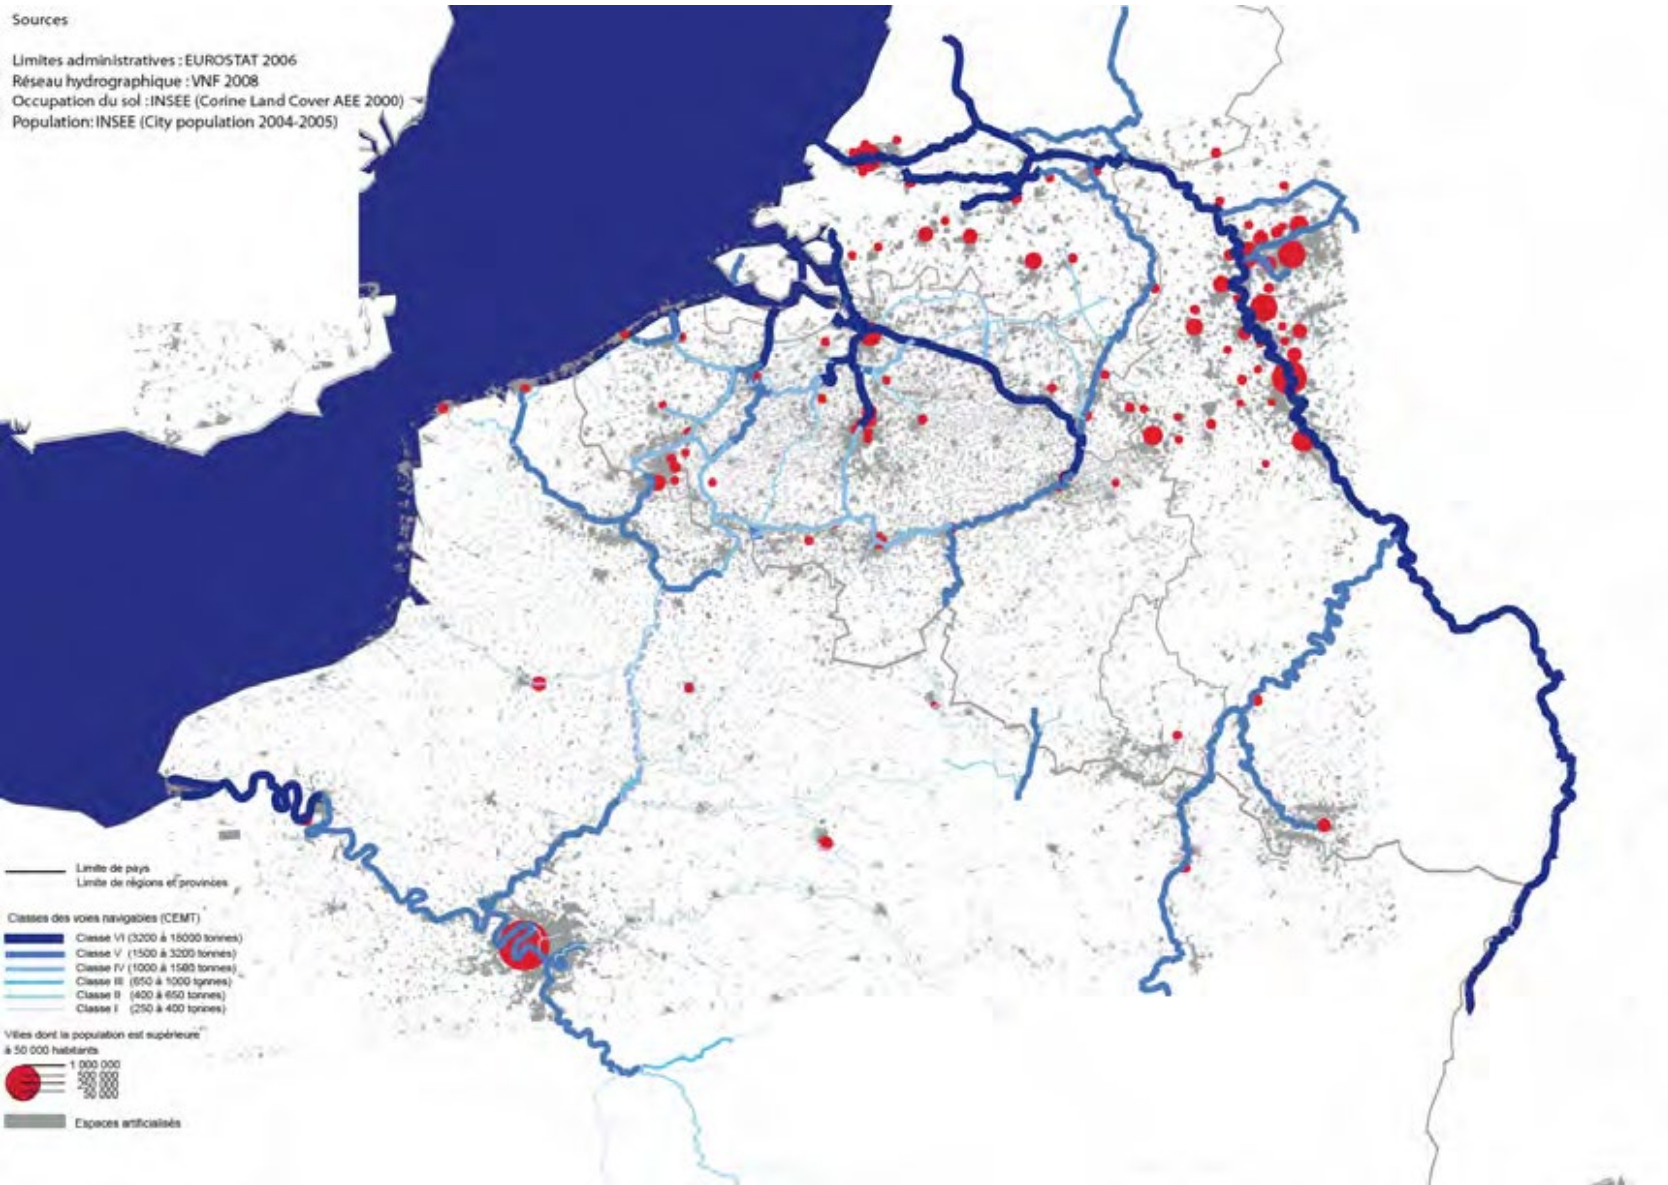 Sources
Limites administratives : EUROSTAT 2006
Réseau hydrographique : VNF 2008
Occupation du sol : INSEE (Corine Land Cover AEE 2000)
Population: INSEE (City population 2004-2005)
Limite de pays
Limite de régions et provinces
Classes des voies navigables (CEMT)
Classe VI (3200 à 18000 tonnes)
Classe V (1500 à 3200 tonnes)
Classe IV (1000 à 1500 tonnes)
Classe III (650 à 1000 tonnes)
Classe II (400 à 650 tonnes)
Classe I (250 à 400 tonnes)
Villes dont la population est supérieure
à 50 000 habitants
1 000 000
500 000
50 000
Espaces artificialisés